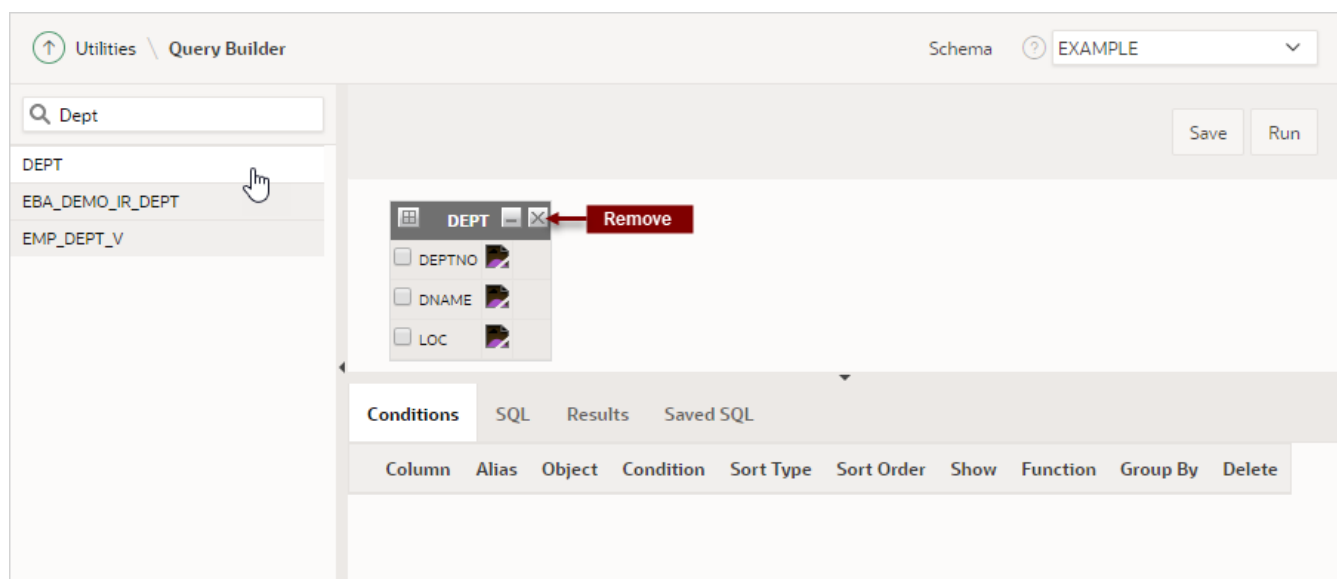 Utilities \ Query Builder
Schema ? EXAMPLE
Dept
Save Run
DEPT
EBA_DEMO_IR_DEPT
EMP_DEPT_V
DEPT
Remove
DEPTNO
DNAME
LOC
Conditions SQL Results Saved SQL
Column Alias Object Condition Sort Type Sort Order Show Function Group By Delete